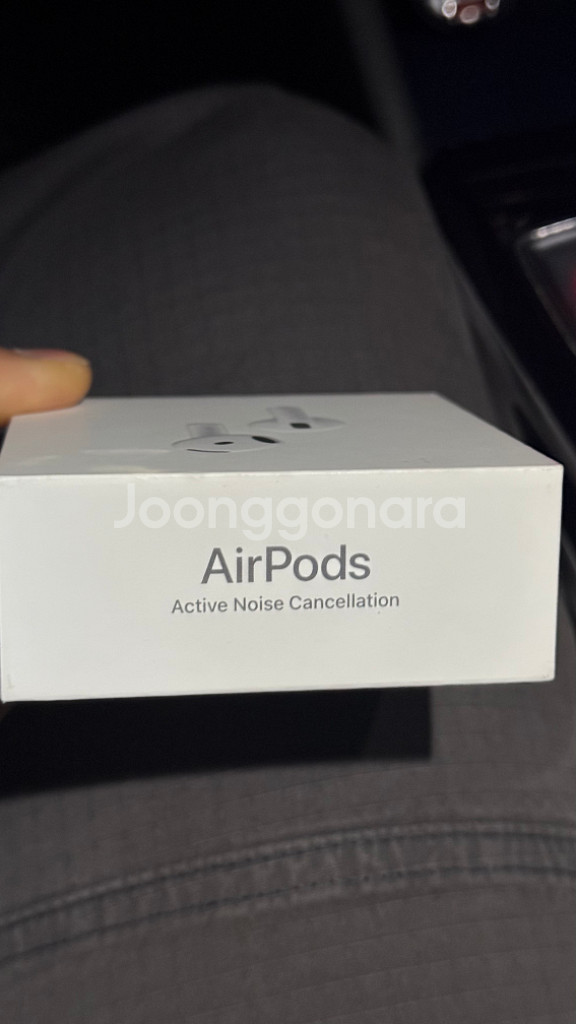 Joonggonara
AirPods
Active Noise Cancellation